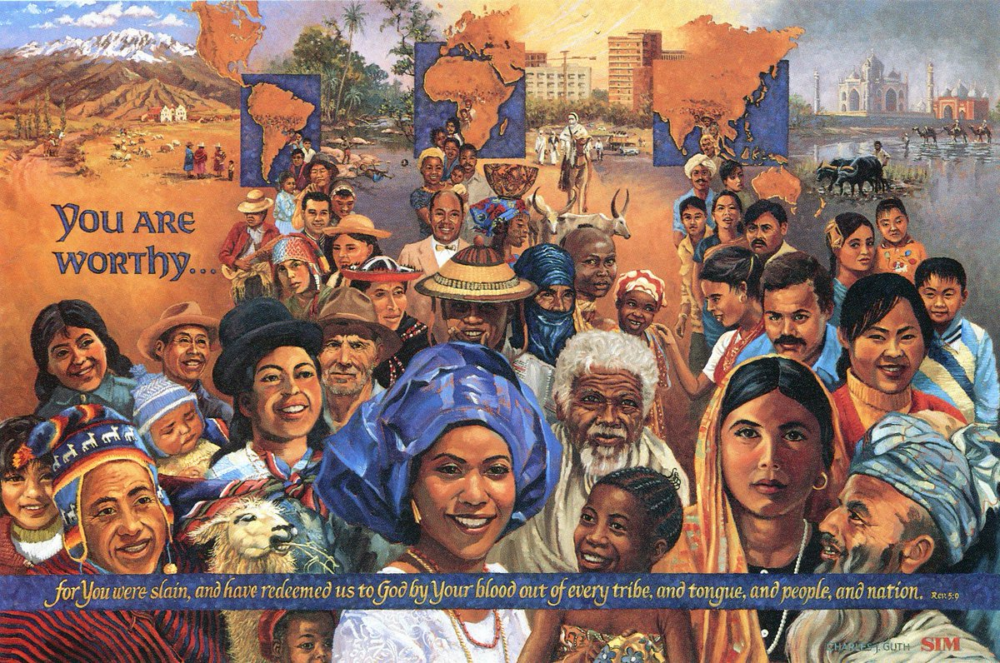 You are
worthy...
for You were slain, and have redeemed us to God by Your blood out of every tribe, and tongue, and people, and nation. Rev. 5:9
CHARLES J. GUTH SIM